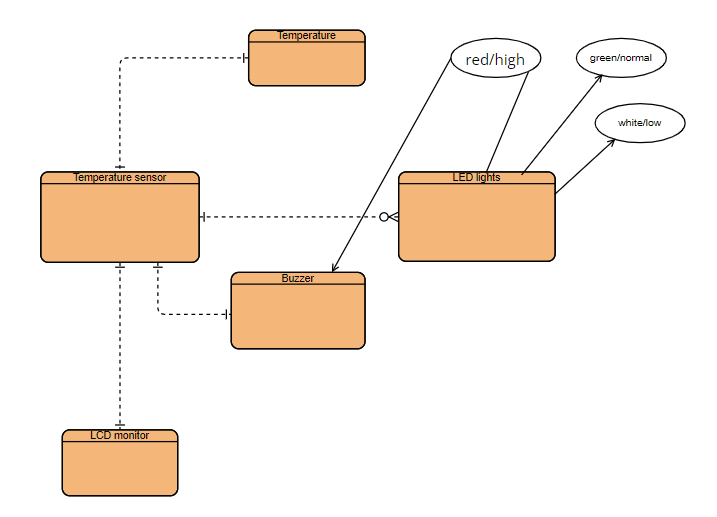 Temperature
red/high
green/normal
white/low
Temperature sensor
LED lights
Buzzer
LCD monitor